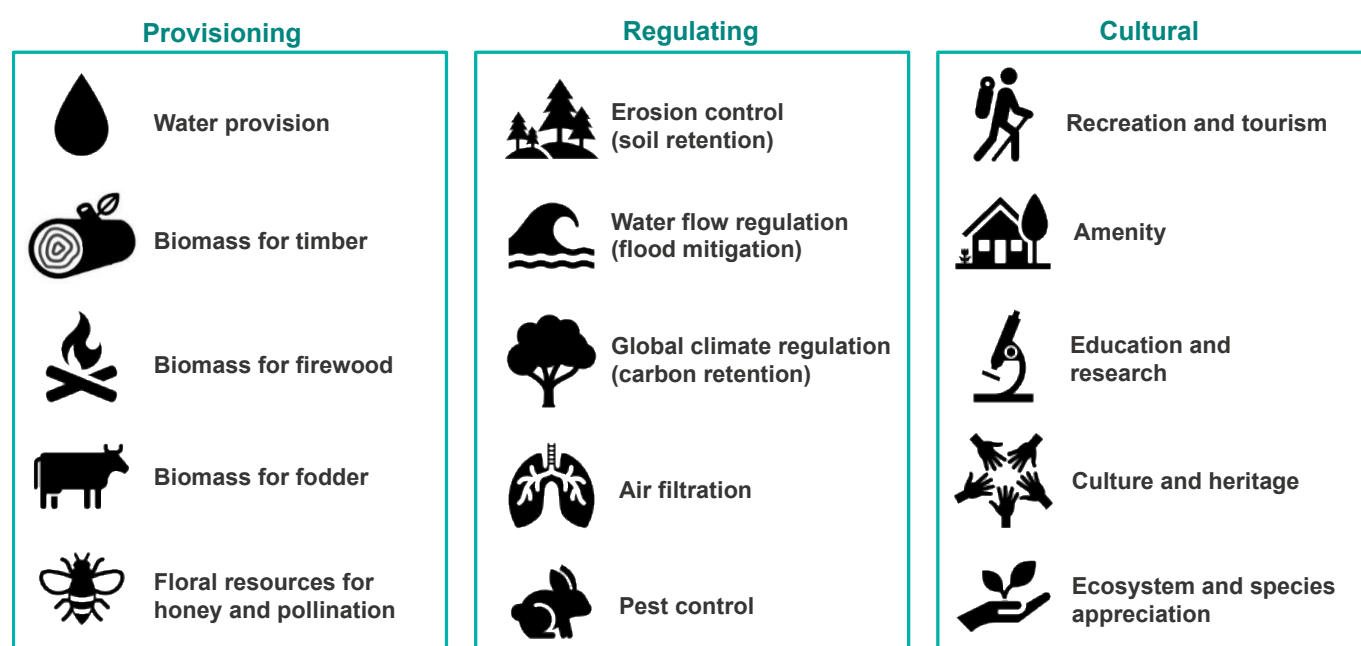 Provisioning
Water provision
Biomass for timber
Biomass for firewood
Biomass for fodder
Floral resources for
honey and pollination
Regulating
Erosion control
(soil retention)
Water flow regulation
(flood mitigation)
Global climate regulation
(carbon retention)
Air filtration
Pest control
Cultural
Recreation and tourism
Amenity
Education and
research
Culture and heritage
Ecosystem and species
appreciation